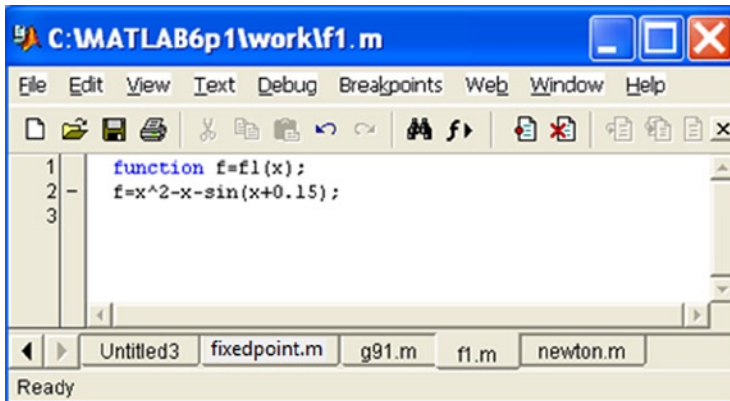 C:\MATLAB6p1\work\f1.m
File Edit View Text Debug Breakpoints Web Window Help
1 function f=f1(x);
2 - f=x^2-x-sin(x+0.15);
3
Untitled3 fixedpoint.m g91.m f1.m newton.m
Ready